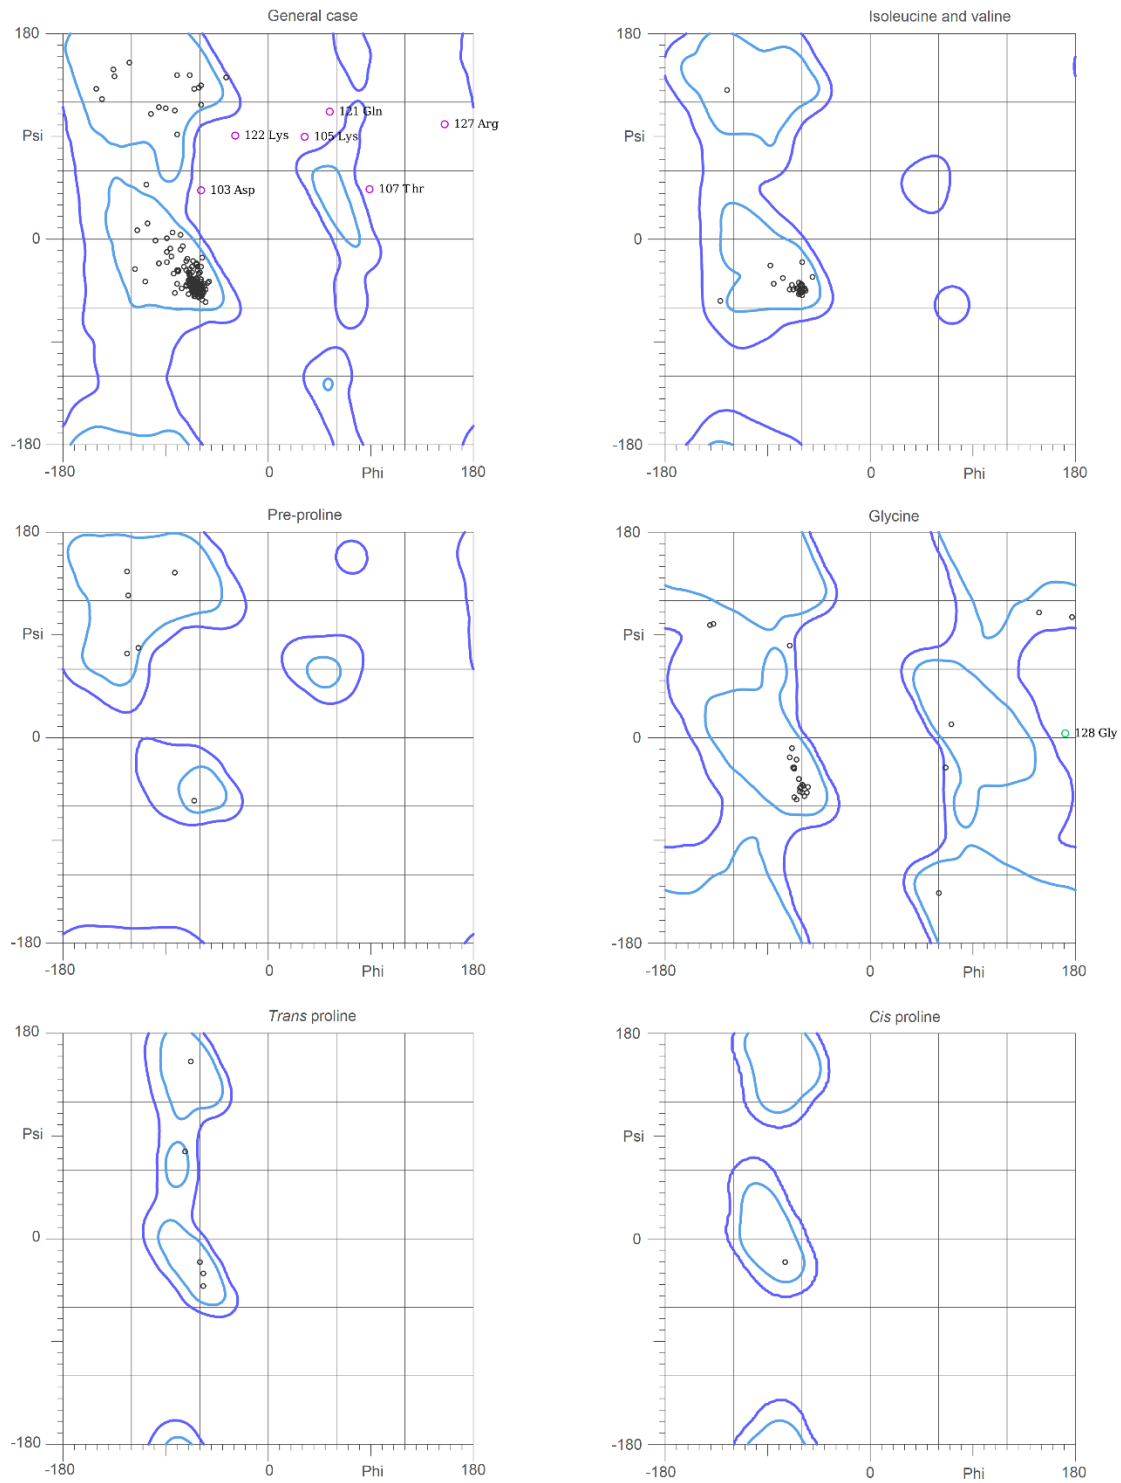 General case
180
Psi
0
-180
-180
0
Phi
180
121 Gln
122 Lys
105 Lys
127 Arg
103 Asp
107 Thr
Isoleucine and valine
180
Psi
0
-180
-180
0
Phi
180
Pre-proline
180
Psi
0
-180
-180
0
Phi
180
Glycine
180
Psi
0
-180
-180
0
Phi
180
128 Gly
Trans proline
180
Psi
0
-180
-180
0
Phi
180
Cis proline
180
Psi
0
-180
-180
0
Phi
180